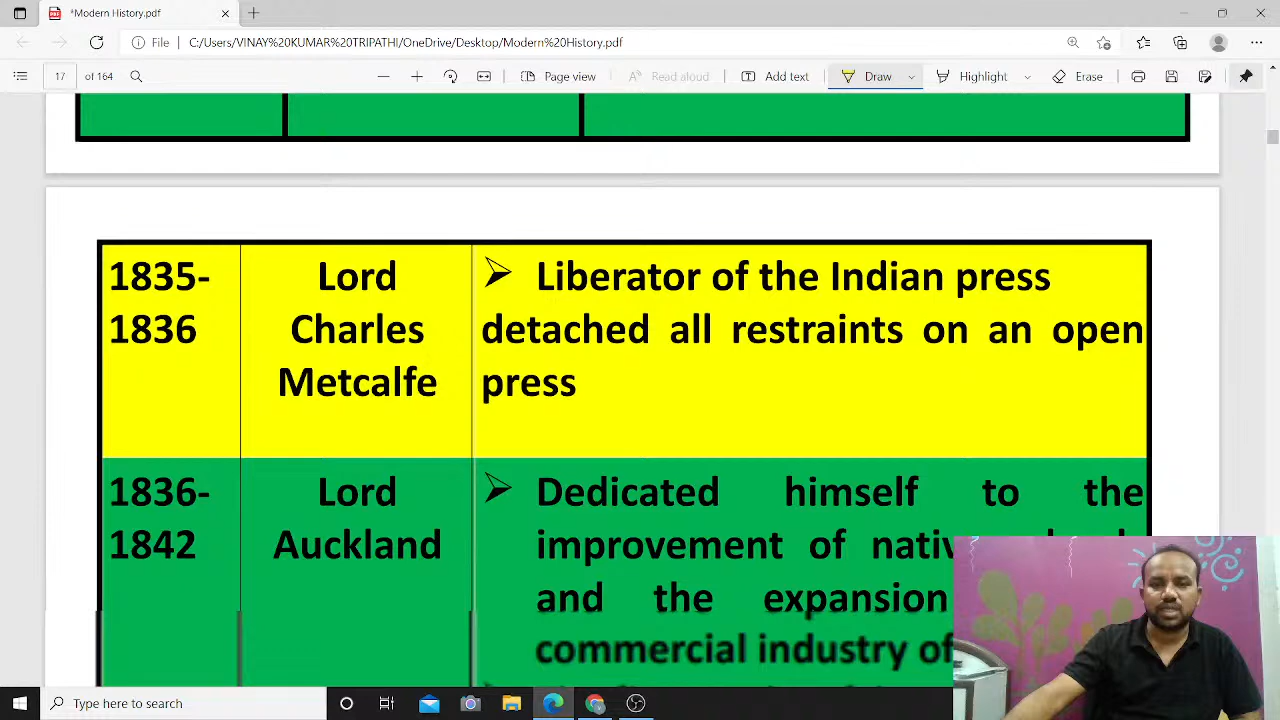 *Modern History.pdf
File C:/Users/VINAY%20KUMAR%20TRIPATHI/OneDrive/Desktop/Modern%20History.pdf
17 of 164 Page view Read aloud Add text Draw Highlight Erase
1835- Lord Liberator of the Indian press
1836 Charles detached all restraints on an open
Metcalfe press
1836- Lord Dedicated himself to the
1842 Auckland improvement of
and the expansion
commercial industry of
Type here to search